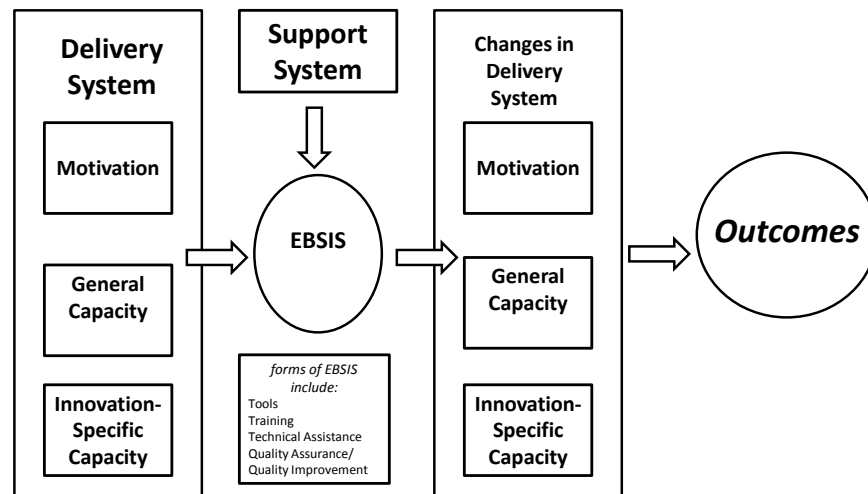 Delivery
System
Motivation
General
Capacity
Innovation-
Specific
Capacity
Support
System
EBSIS
forms of EBSIS
include:
Tools
Training
Technical Assistance
Quality Assurance/
Quality Improvement
Changes in
Delivery
System
Motivation
General
Capacity
Innovation-
Specific
Capacity
Outcomes